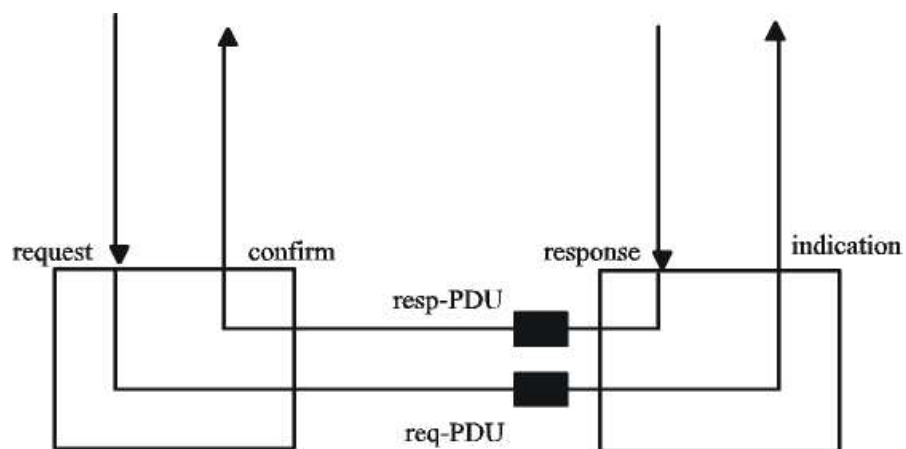 request
confirm
response
indication
resp-PDU
req-PDU